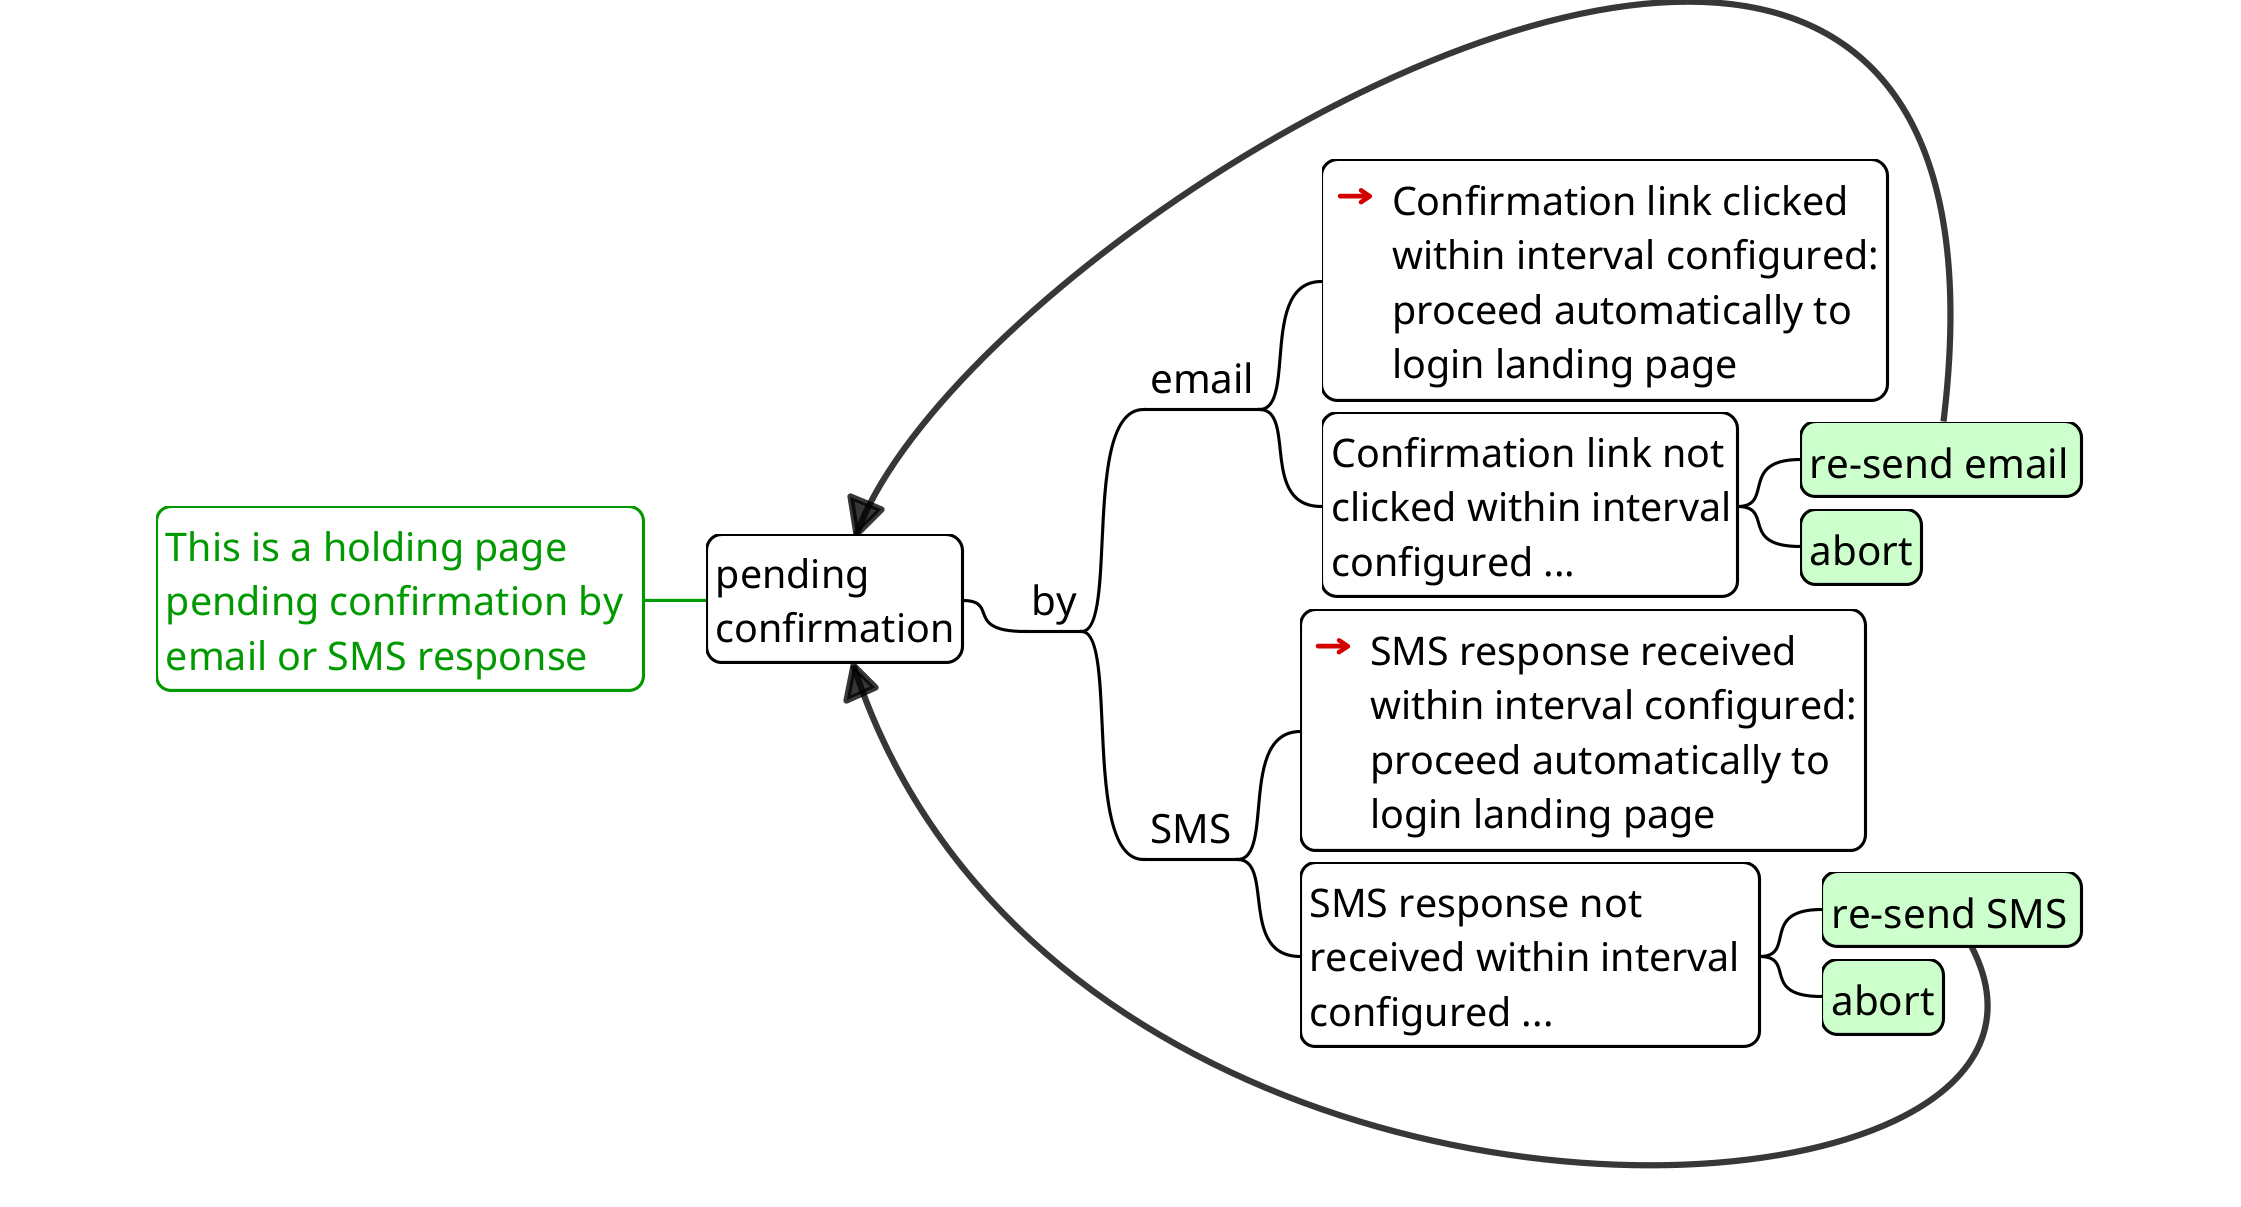 This is a holding page
pending confirmation by
email or SMS response
pending
confirmation
by
email
Confirmation link clicked
within interval configured:
proceed automatically to
login landing page
Confirmation link not
clicked within interval
configured ...
re-send email
abort
SMS
SMS response received
within interval configured:
proceed automatically to
login landing page
SMS response not
received within interval
configured ...
re-send SMS
abort